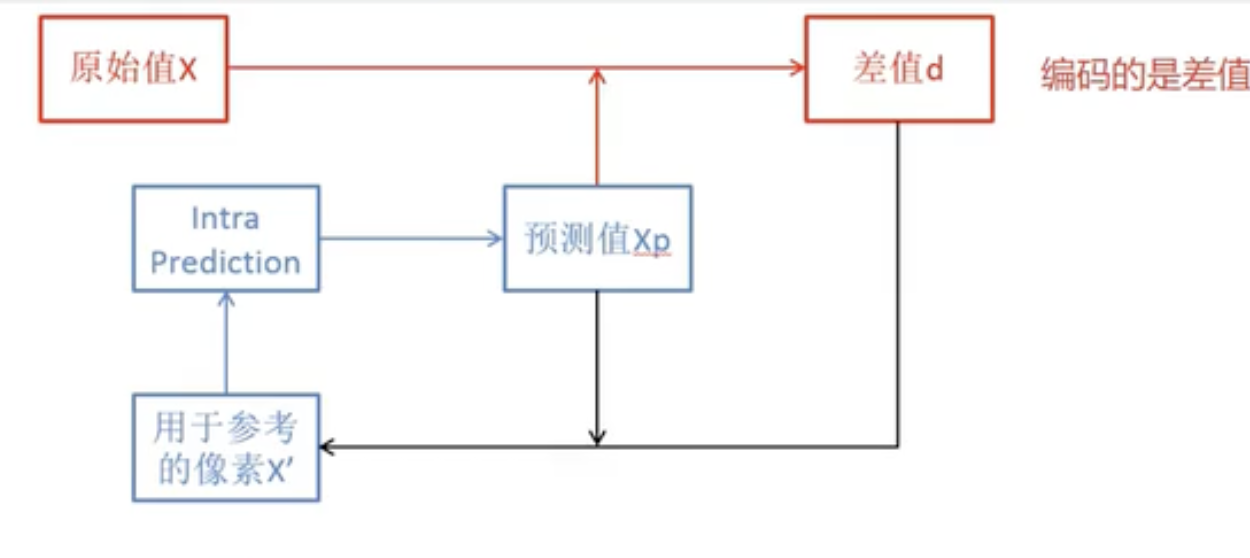 原始值X
差值d
编码的是差值
Intra
Prediction
预测值Xp
用于参考
的像素X’